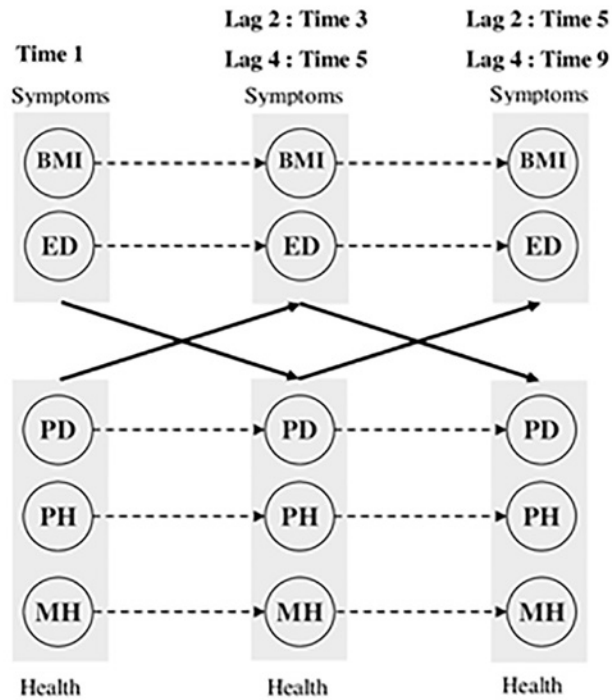 Time 1
Lag 2 : Time 3
Lag 4 : Time 5
Lag 2 : Time 5
Lag 4 : Time 9
Symptoms Symptoms Symptoms
BMI BMI BMI
ED ED ED
PD PD PD
PH PH PH
MH MH MH
Health Health Health